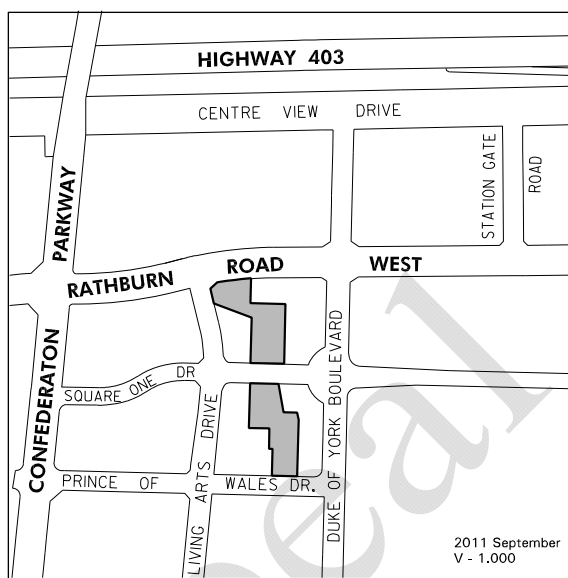 HIGHWAY 403
CENTRE VIEW DRIVE
STATION GATE ROAD
CONFEDERATON PARKWAY
RATHBURN ROAD WEST
SQUARE ONE DR
LIVING ARTS DRIVE
DUKE OF YORK BOULEVARD
PRINCE OF WALES DR.
2011 September
V - 1.000